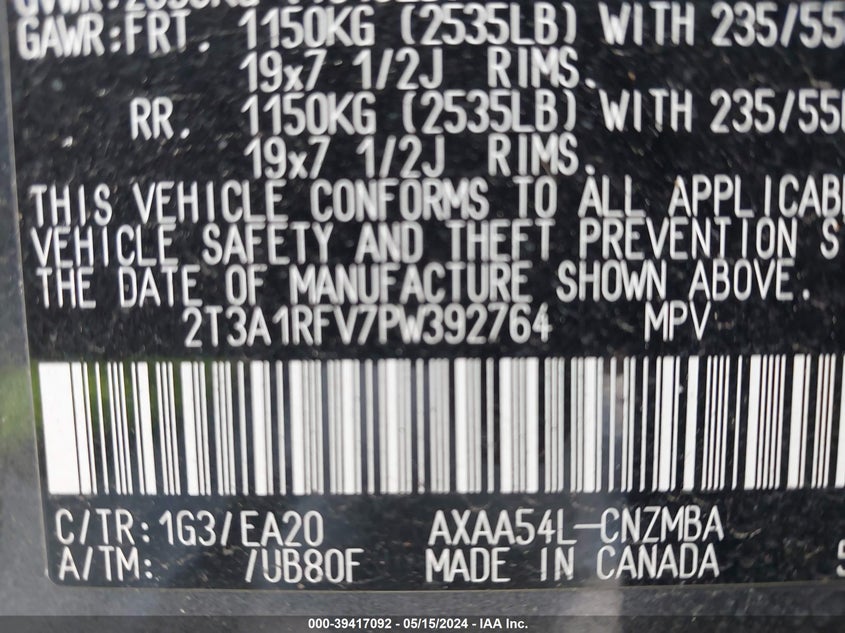 GAWR:FRT. 1150KG (2535LB) WITH 235/55
19x7 1/2J RIMS.
RR. 1150KG (2535LB) WITH 235/55
19x7 1/2J RIMS.
THIS VEHICLE CONFORMS TO ALL APPLICAB
VEHICLE SAFETY AND THEFT PREVENTION S
THE DATE OF MANUFACTURE SHOWN ABOVE.
2T3A1RFV7PW392764 MPV
C/TR: 1G3/EA20 AXAA54L-CNZMBA
A/TM: /UB80F MADE IN CANADA
000-39417092 - 05/15/2024 - IAA Inc.